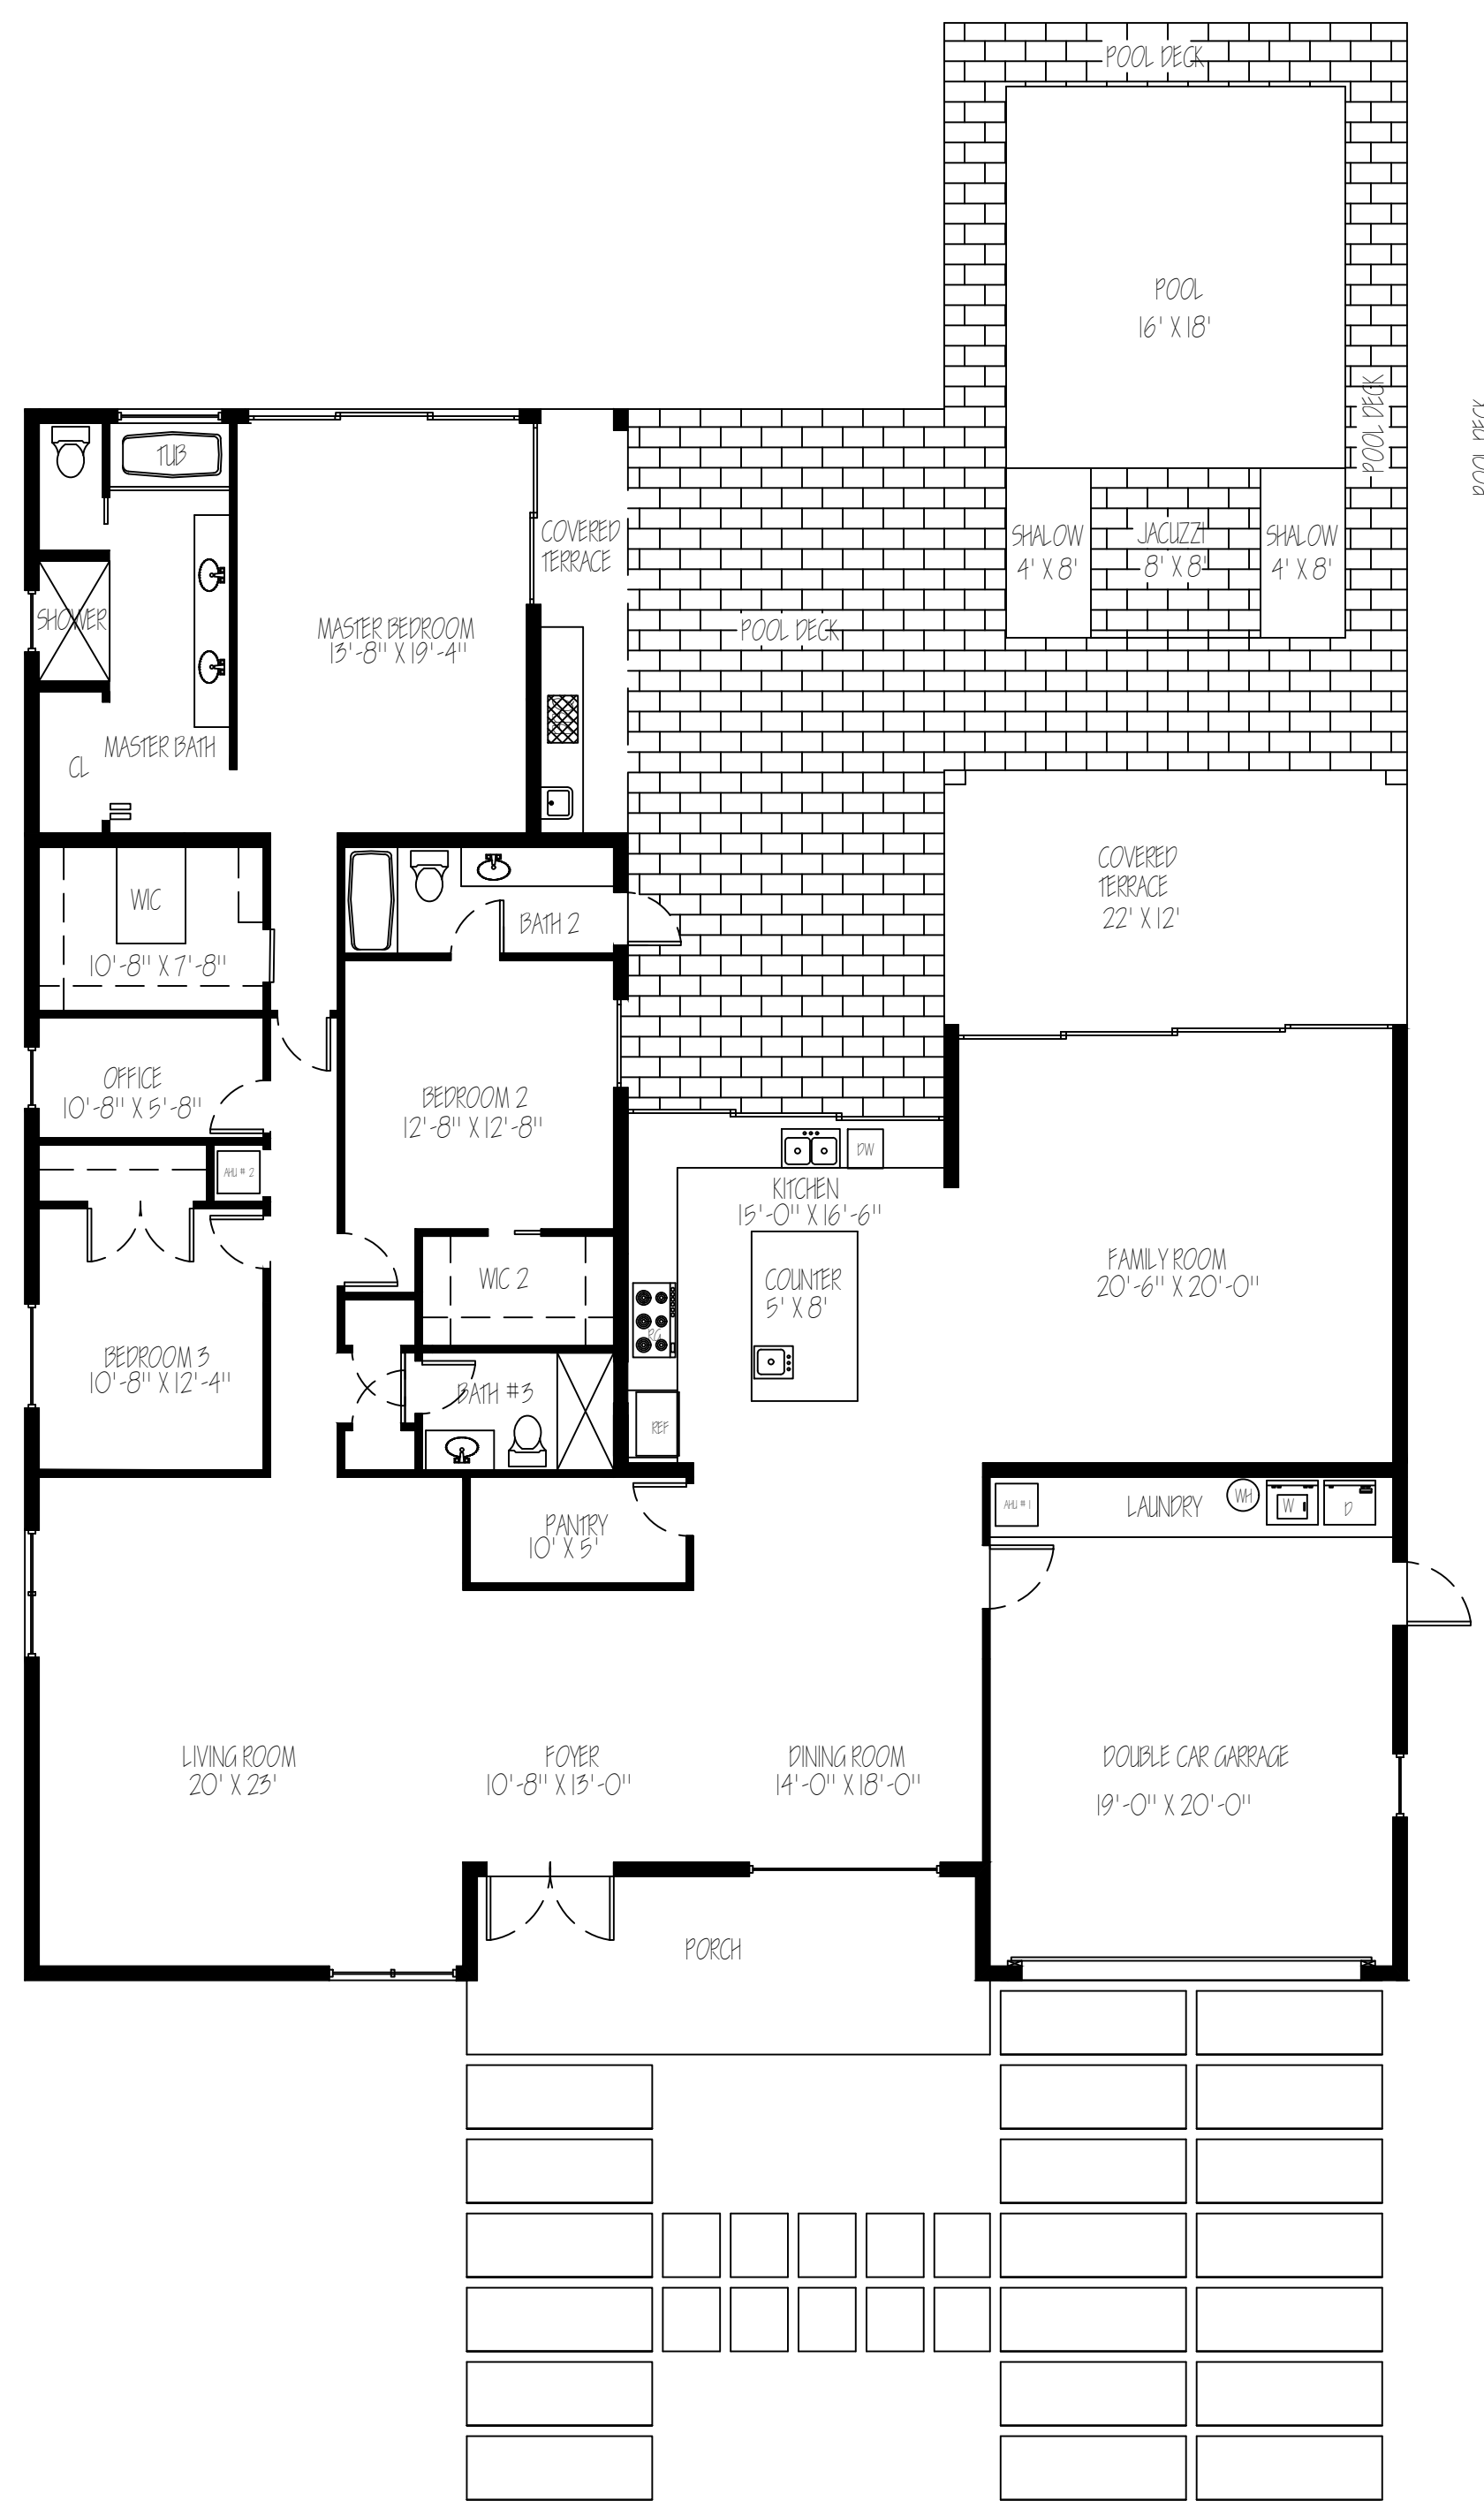 POOL DECK
POOL
16' X 18'
POOL DECK
POOL DECK
TUB
COVERED
TERRACE
SHALOW
4' X 8'
JACUZZI
8' X 8'
SHALOW
4' X 8'
SHOWER
MASTER BEDROOM
13'-8" X 19'-4"
POOL DECK
MASTER BATH
CL
COVERED
TERRACE
22' X 12'
WIC
10'-8" X 7'-8"
BATH 2
OFFICE
10'-8" X 5'-8"
BEDROOM 2
12'-8" X 12'-8"
DW
AHU # 2
KITCHEN
15'-0" X 16'-6"
FAMILY ROOM
20'-6" X 20'-0"
WIC 2
COUNTER
5' X 8'
RG
BEDROOM 3
10'-8" X 12'-4"
BATH #3
REF
AHU # 1
LAUNDRY
WH
W
D
PANTRY
10' X 5'
LIVING ROOM
20' X 23'
FOYER
10'-8" X 13'-0"
DINING ROOM
14'-0" X 18'-0"
DOUBLE CAR GARRAGE
19'-0" X 20'-0"
PORCH